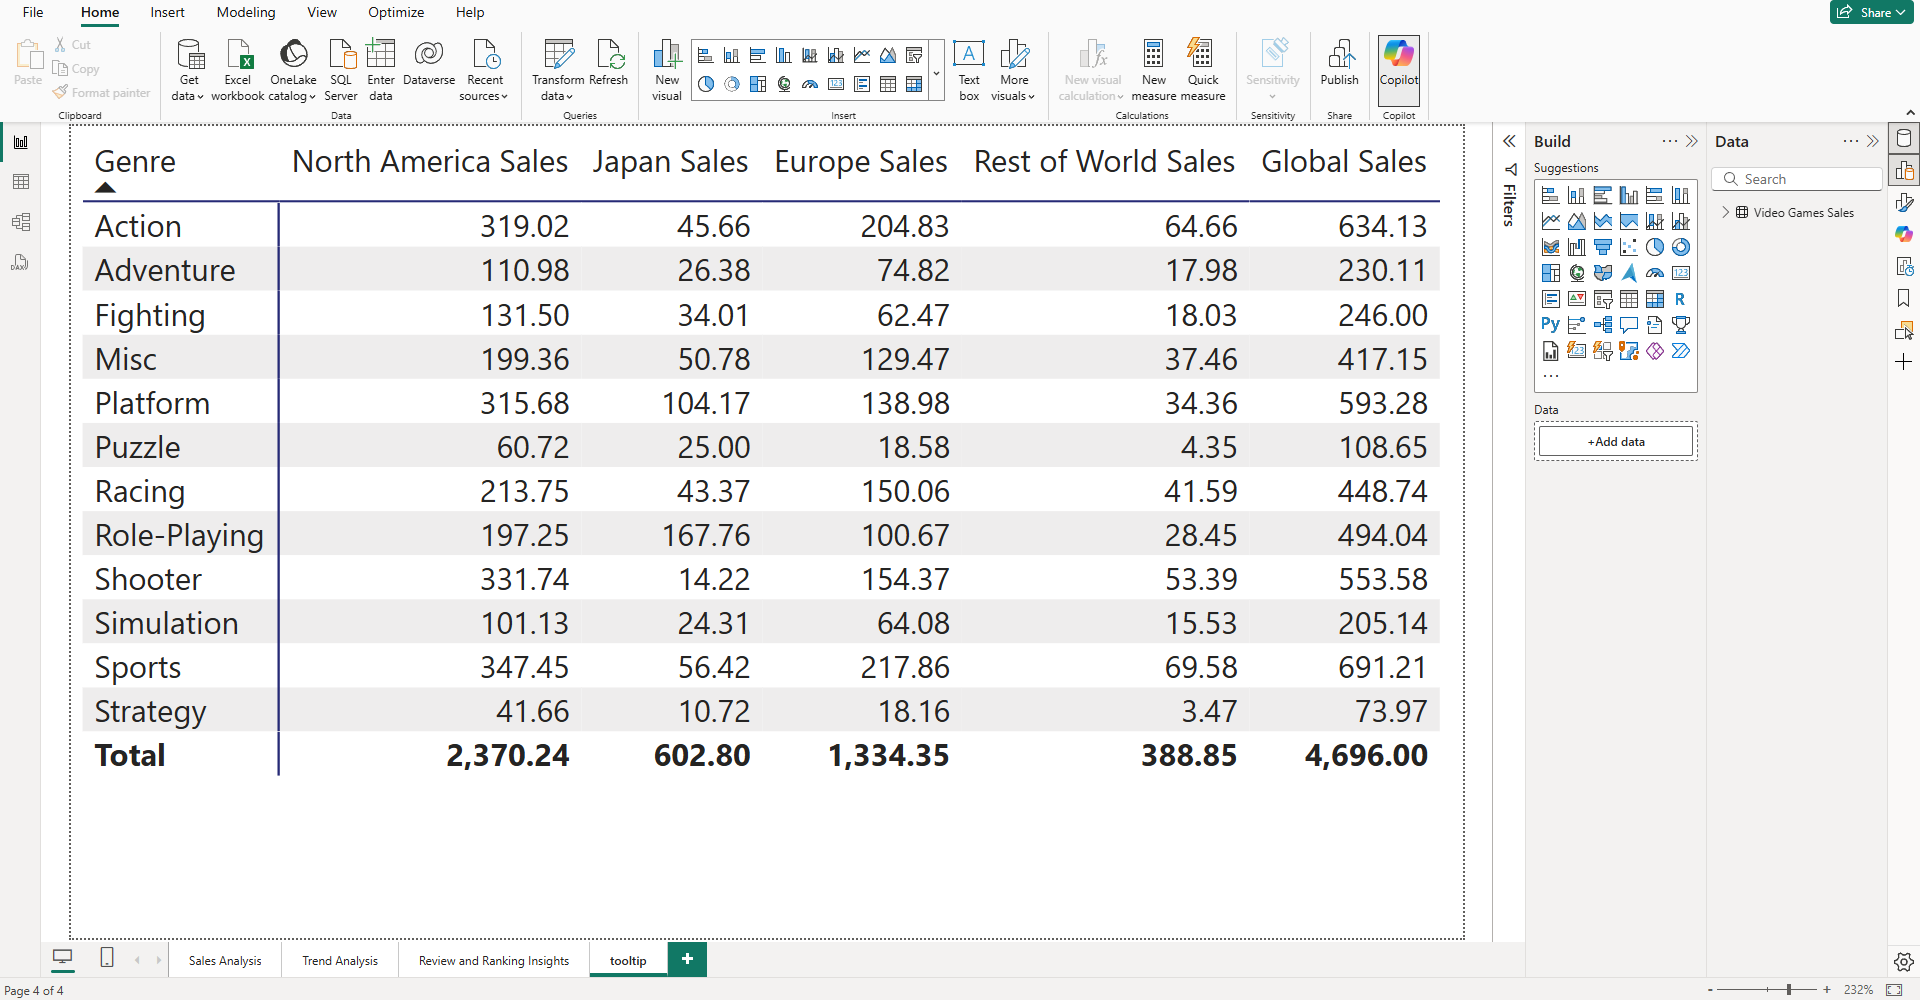 File Home Insert Modeling View Optimize Help Share
Paste Cut Copy Format painter Clipboard
Get data Excel workbook OneLake catalog SQL Server Enter data Dataverse Recent sources Data
Transform data Refresh Queries
New visual Text box More visuals Insert
New visual calculation New measure Quick measure Calculations
Sensitivity Sensitivity
Publish Share
Copilot Copilot
Genre North America Sales Japan Sales Europe Sales Rest of World Sales Global Sales
Action 319.02 45.66 204.83 64.66 634.13
Adventure 110.98 26.38 74.82 17.98 230.11
Fighting 131.50 34.01 62.47 18.03 246.00
Misc 199.36 50.78 129.47 37.46 417.15
Platform 315.68 104.17 138.98 34.36 593.28
Puzzle 60.72 25.00 18.58 4.35 108.65
Racing 213.75 43.37 150.06 41.59 448.74
Role-Playing 197.25 167.76 100.67 28.45 494.04
Shooter 331.74 14.22 154.37 53.39 553.58
Simulation 101.13 24.31 64.08 15.53 205.14
Sports 347.45 56.42 217.86 69.58 691.21
Strategy 41.66 10.72 18.16 3.47 73.97
Total 2,370.24 602.80 1,334.35 388.85 4,696.00
Filters
Build
Suggestions
R
Py
Data
+Add data
Data
Search
Video Games Sales
Sales Analysis Trend Analysis Review and Ranking Insights tooltip +
Page 4 of 4 - + 232%